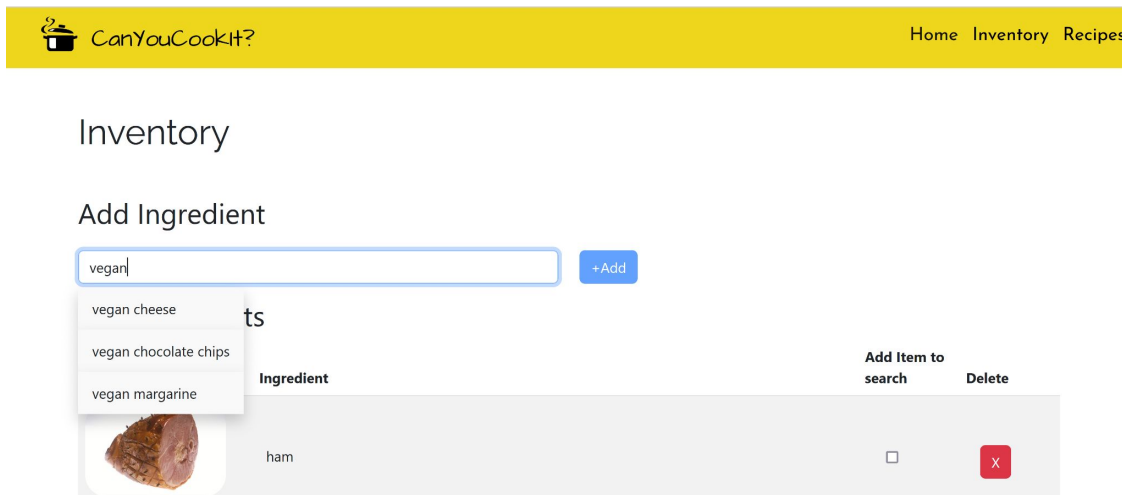 CanYouCookIt?
Home Inventory Recipes
Inventory
Add Ingredient
vegan
+Add
vegan cheese
ts
vegan chocolate chips
Add Item to
search
Ingredient
Delete
vegan margarine
ham
X